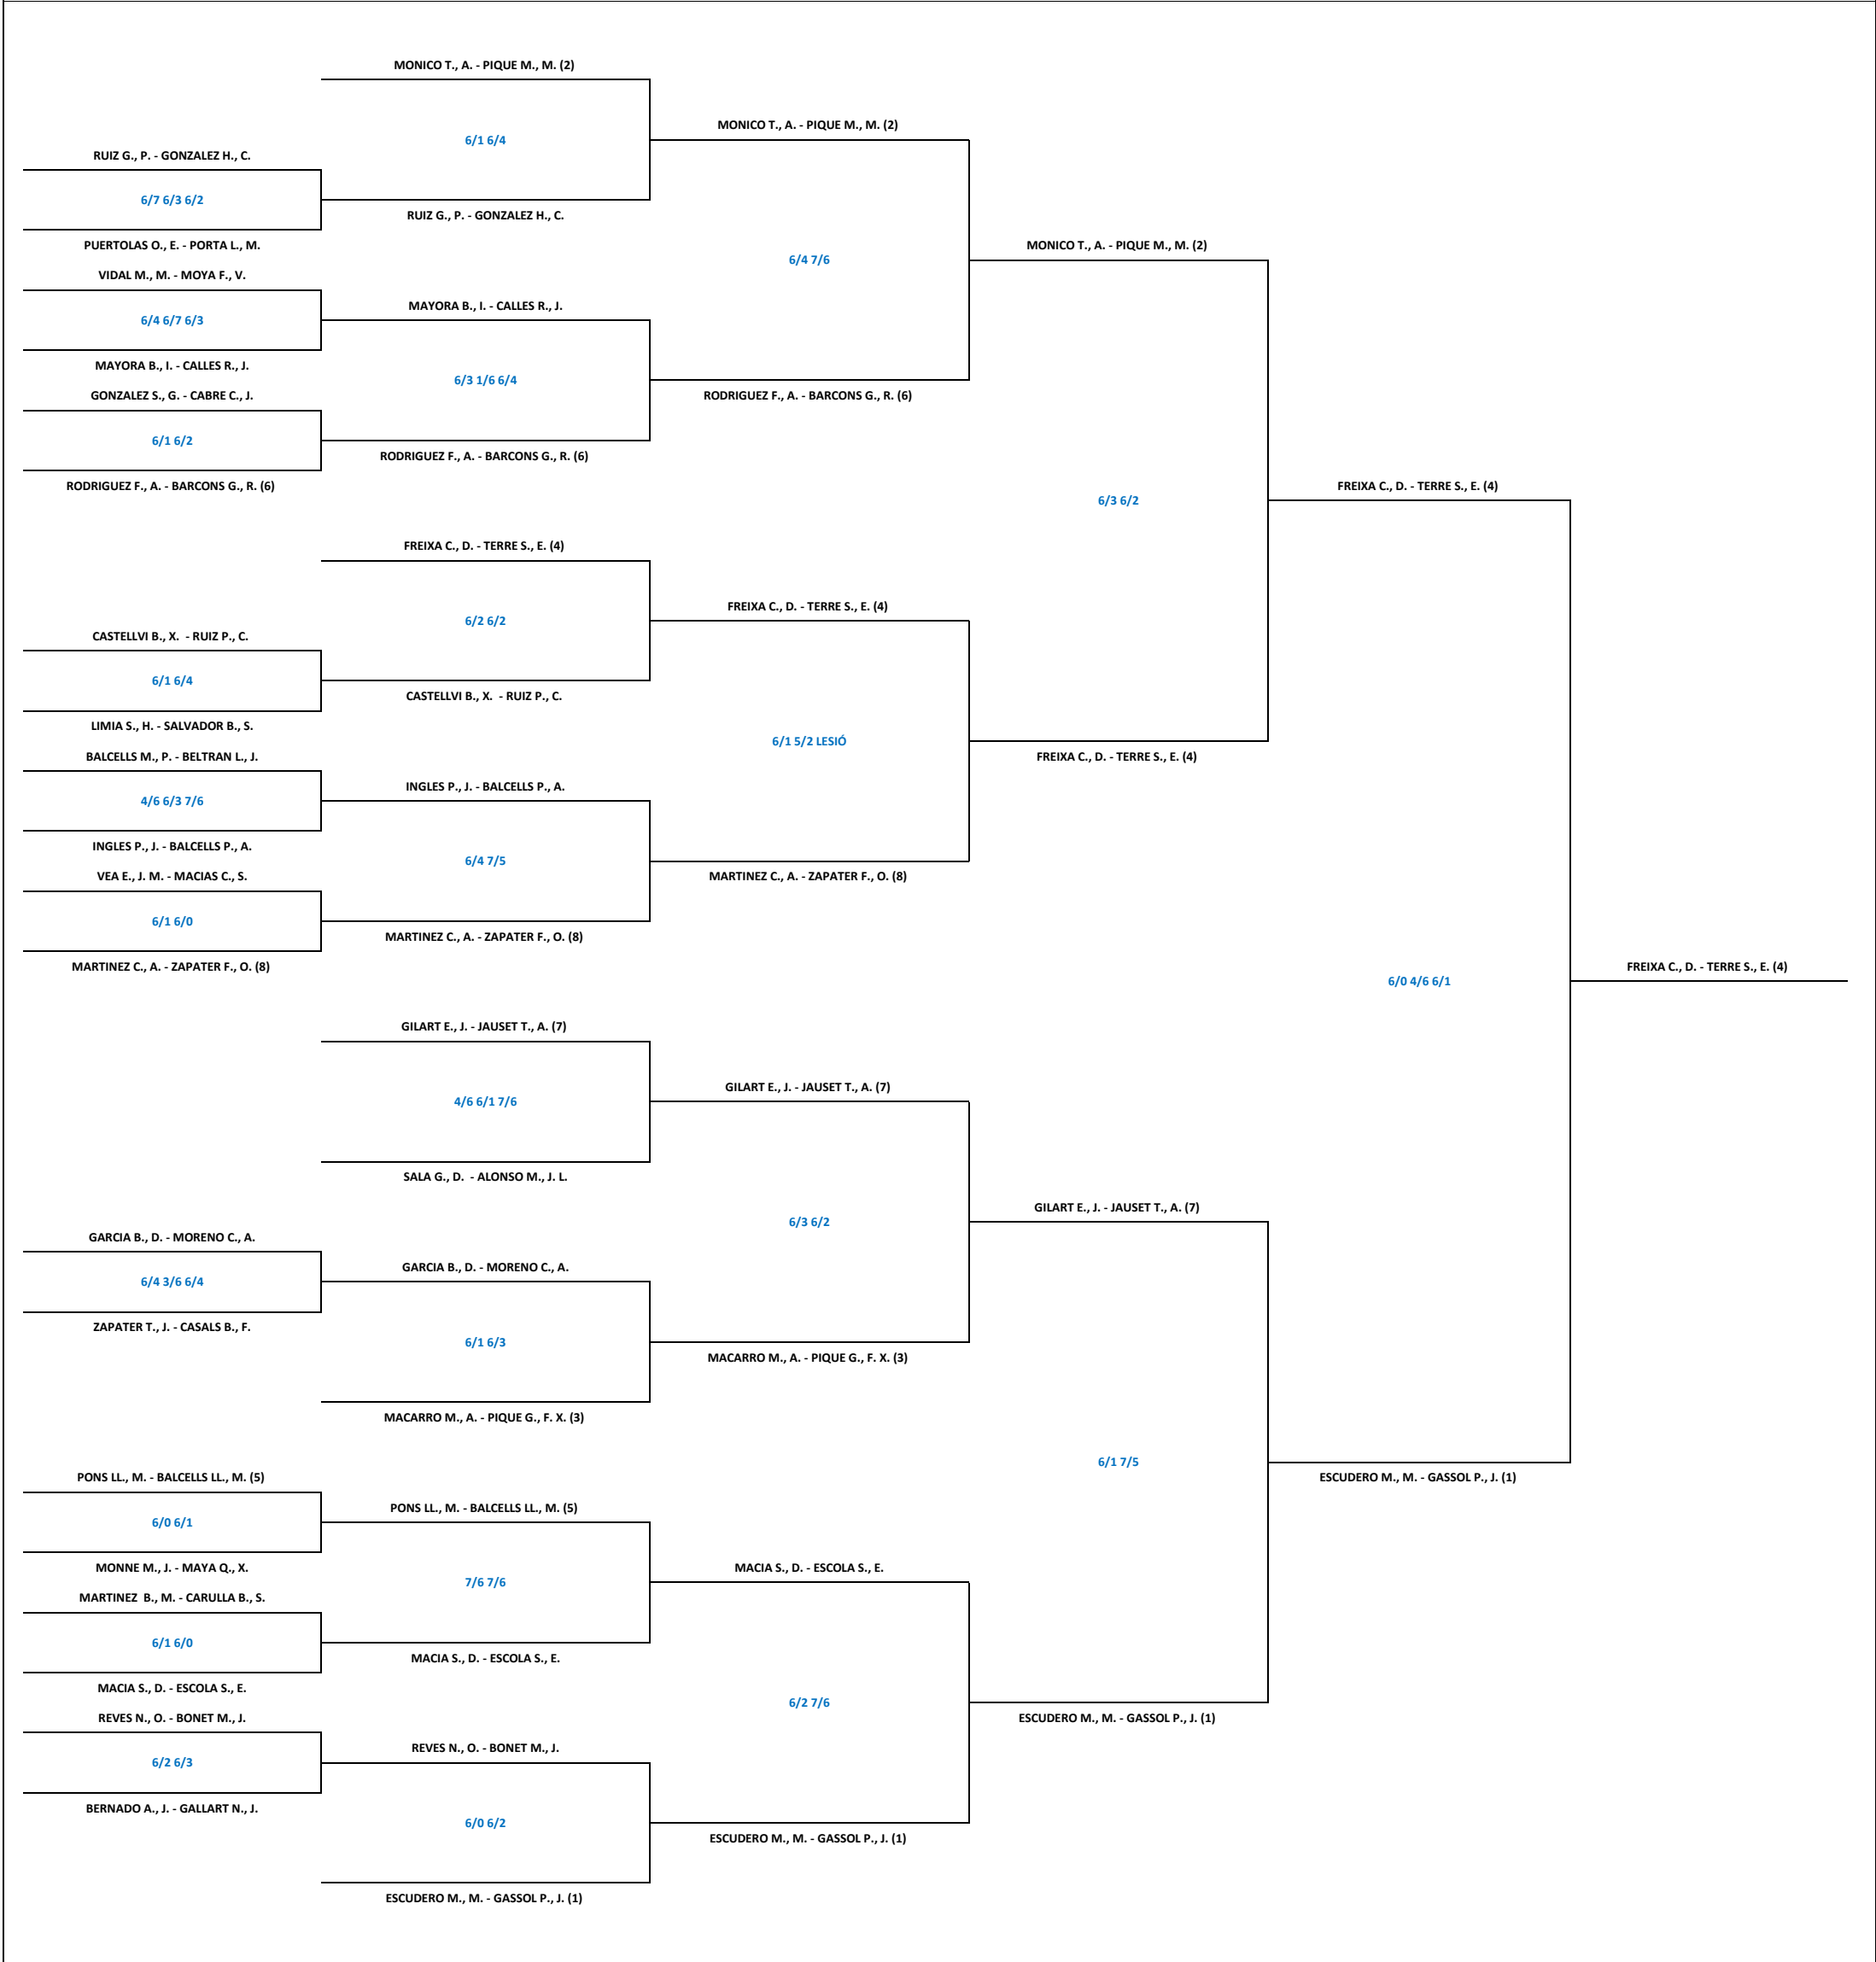 MONICO T., A. - PIQUE M., M. (2)
MONICO T., A. - PIQUE M., M. (2)
6/1 6/4
RUIZ G., P. - GONZALEZ H., C.
6/7 6/3 6/2
RUIZ G., P. - GONZALEZ H., C.
PUERTOLAS O., E. - PORTA L., M.
MONICO T., A. - PIQUE M., M. (2)
6/4 7/6
VIDAL M., M. - MOYA F., V.
MAYORA B., I. - CALLES R., J.
6/4 6/7 6/3
MAYORA B., I. - CALLES R., J.
6/3 1/6 6/4
GONZALEZ S., G. - CABRE C., J.
RODRIGUEZ F., A. - BARCONS G., R. (6)
6/1 6/2
RODRIGUEZ F., A. - BARCONS G., R. (6)
RODRIGUEZ F., A. - BARCONS G., R. (6)
FREIXA C., D. - TERRE S., E. (4)
6/3 6/2
FREIXA C., D. - TERRE S., E. (4)
FREIXA C., D. - TERRE S., E. (4)
6/2 6/2
CASTELLVI B., X.  - RUIZ P., C.
6/1 6/4
CASTELLVI B., X.  - RUIZ P., C.
LIMIA S., H. - SALVADOR B., S.
6/1 5/2 LESIÓ
BALCELLS M., P. - BELTRAN L., J.
FREIXA C., D. - TERRE S., E. (4)
INGLES P., J. - BALCELLS P., A.
4/6 6/3 7/6
INGLES P., J. - BALCELLS P., A.
6/4 7/5
VEA E., J. M. - MACIAS C., S.
MARTINEZ C., A. - ZAPATER F., O. (8)
6/1 6/0
MARTINEZ C., A. - ZAPATER F., O. (8)
MARTINEZ C., A. - ZAPATER F., O. (8)
FREIXA C., D. - TERRE S., E. (4)
6/0 4/6 6/1
GILART E., J. - JAUSET T., A. (7)
GILART E., J. - JAUSET T., A. (7)
4/6 6/1 7/6
SALA G., D.  - ALONSO M., J. L.
GILART E., J. - JAUSET T., A. (7)
6/3 6/2
GARCIA B., D. - MORENO C., A.
GARCIA B., D. - MORENO C., A.
6/4 3/6 6/4
ZAPATER T., J. - CASALS B., F.
6/1 6/3
MACARRO M., A. - PIQUE G., F. X. (3)
MACARRO M., A. - PIQUE G., F. X. (3)
6/1 7/5
PONS LL., M. - BALCELLS LL., M. (5)
ESCUDERO M., M. - GASSOL P., J. (1)
PONS LL., M. - BALCELLS LL., M. (5)
6/0 6/1
MONNE M., J. - MAYA Q., X.
MACIA S., D. - ESCOLA S., E.
7/6 7/6
MARTINEZ  B., M. - CARULLA B., S.
6/1 6/0
MACIA S., D. - ESCOLA S., E.
MACIA S., D. - ESCOLA S., E.
6/2 7/6
REVES N., O. - BONET M., J.
ESCUDERO M., M. - GASSOL P., J. (1)
REVES N., O. - BONET M., J.
6/2 6/3
BERNADO A., J. - GALLART N., J.
6/0 6/2
ESCUDERO M., M. - GASSOL P., J. (1)
ESCUDERO M., M. - GASSOL P., J. (1)